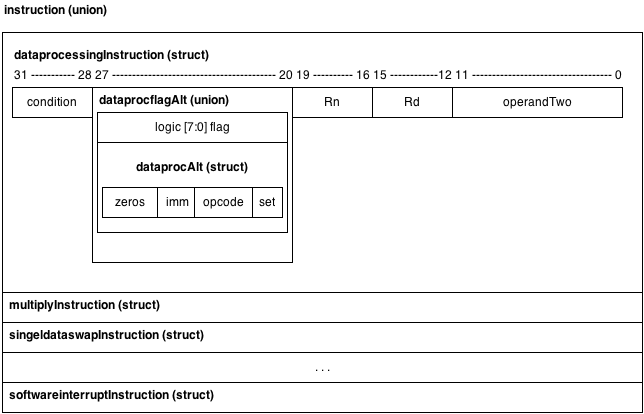 instruction (union)
dataprocessingInstruction (struct)
31 ----------- 28 27 ----------------------------------------- 20 19 ---------- 16 15 ------------12 11 ----------------------------------- 0
condition
dataprocflagAlt (union)
Rn
Rd
operandTwo
logic [7:0] flag
dataprocAlt (struct)
zeros imm opcode set
multiplyInstruction (struct)
singeldataswapInstruction (struct)
. . .
softwareinterruptInstruction (struct)